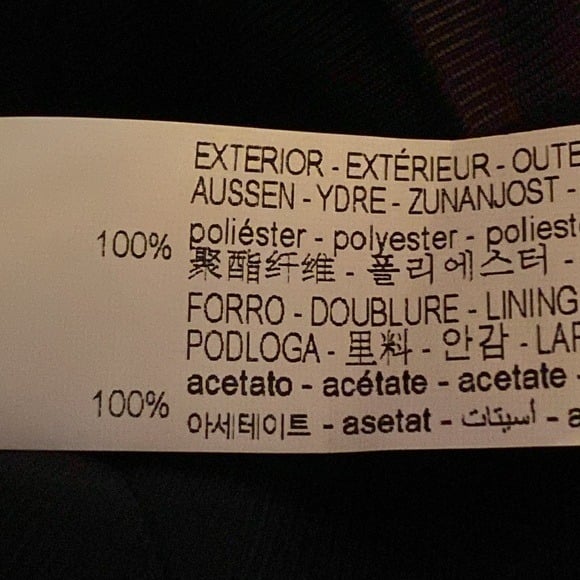 EXTERIOR - EXTÉRIEUR - OUTE
AUSSEN - YDRE - ZUNANJOST -
100% poliéster - polyester - poliest
聚酯纤维 - 폴리에스터 -
FORRO - DOUBLURE - LINING
PODLOGA - 里料 - 안감 - LAF
100% acetato - acétate - acetate -
아세테이트 - asetat - أسيتات - a